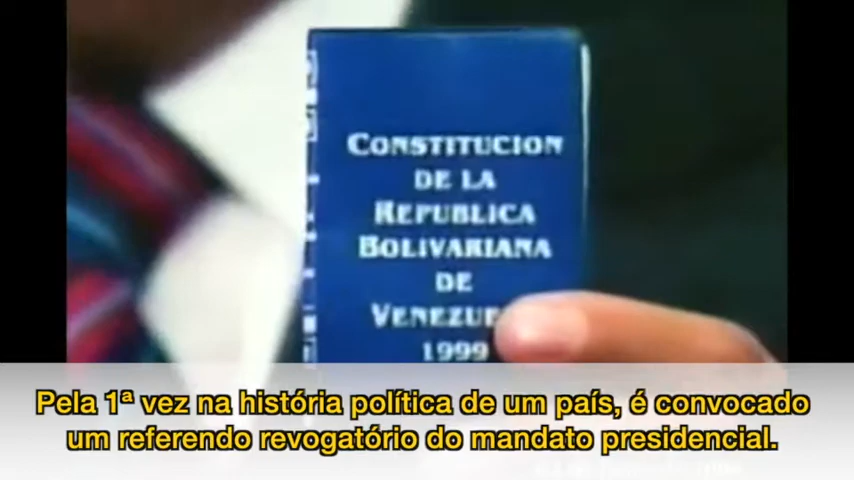 CONSTITUCION
DE LA
REPUBLICA
BOLIVARIANA
DE
1999
Pela 1ª vez na história política de um país, é convocado
um referendo revogatório do mandato presidencial.